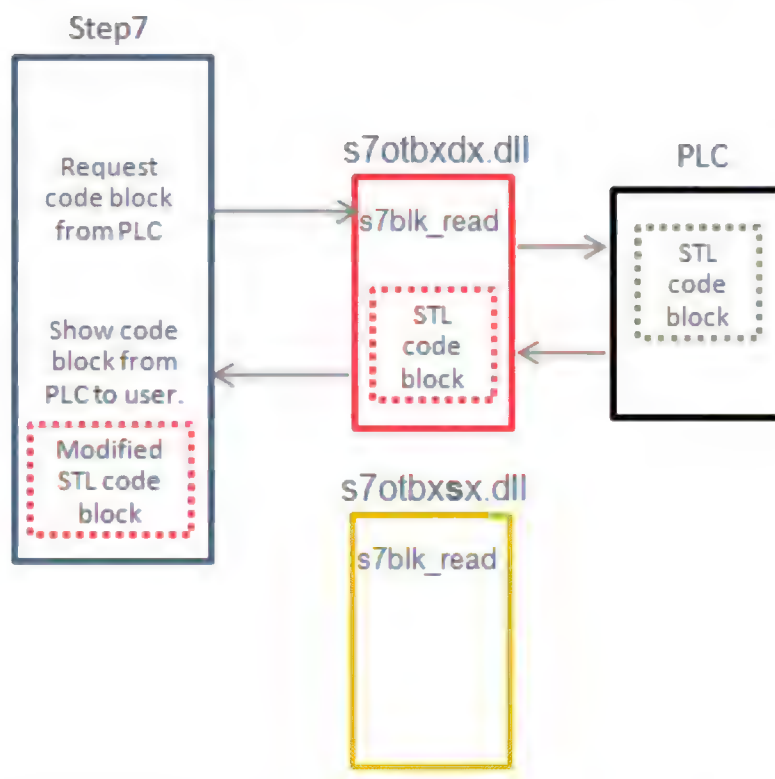 Step7
Request
code block
from PLC
Show code
block from
PLC to user.
Modified
STL code
block
s7otbxdx.dll
s7blk_read
STL
code
block
PLC
STL
code
block
s7otbxsx.dll
s7blk_read